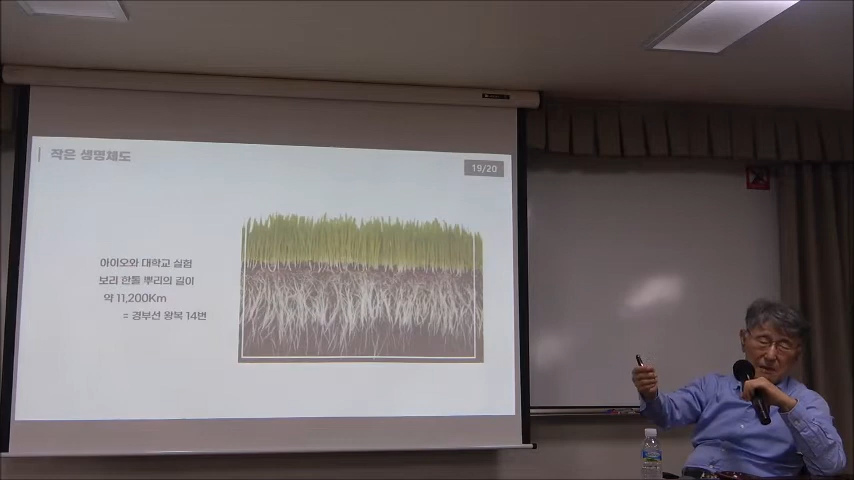 작은 생명체도
19/20
아이오와 대학교 실험
보리 한톨 뿌리의 길이
약 11,200Km
= 경부선 왕복 14번